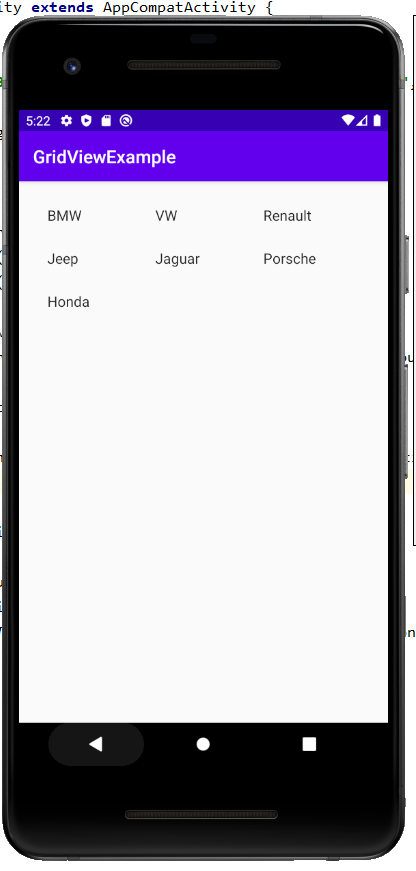 ity extends AppCompatActivity {
5:22
GridViewExample
BMW VW Renault
Jeep Jaguar Porsche
Honda